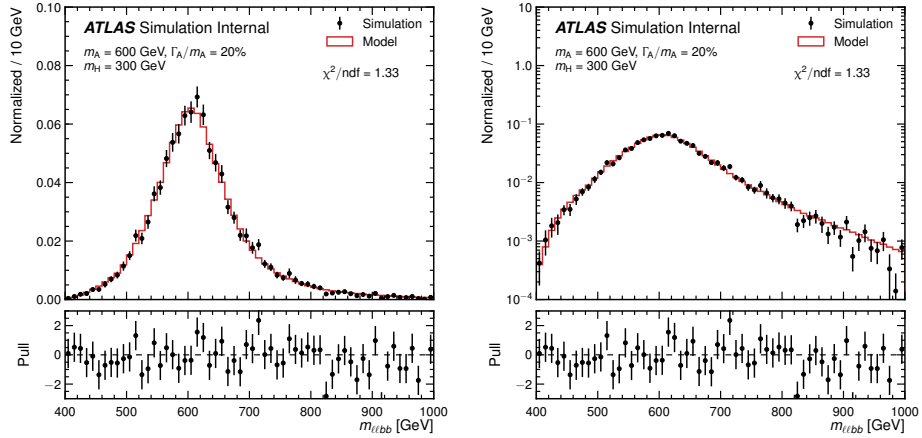 ATLAS Simulation Internal
m_A = 600 GeV, Γ_A/m_A = 20%
m_H = 300 GeV
Simulation
Model
χ²/ndf = 1.33
Normalized / 10 GeV
0.10
0.08
0.06
0.04
0.02
0.00
Pull
2
0
−2
400 500 600 700 800 900 1000
m_ℓℓbb [GeV]
ATLAS Simulation Internal
m_A = 600 GeV, Γ_A/m_A = 20%
m_H = 300 GeV
Simulation
Model
χ²/ndf = 1.33
Normalized / 10 GeV
10¹
10⁰
10⁻¹
10⁻²
10⁻³
10⁻⁴
Pull
2
0
−2
400 500 600 700 800 900 1000
m_ℓℓbb [GeV]